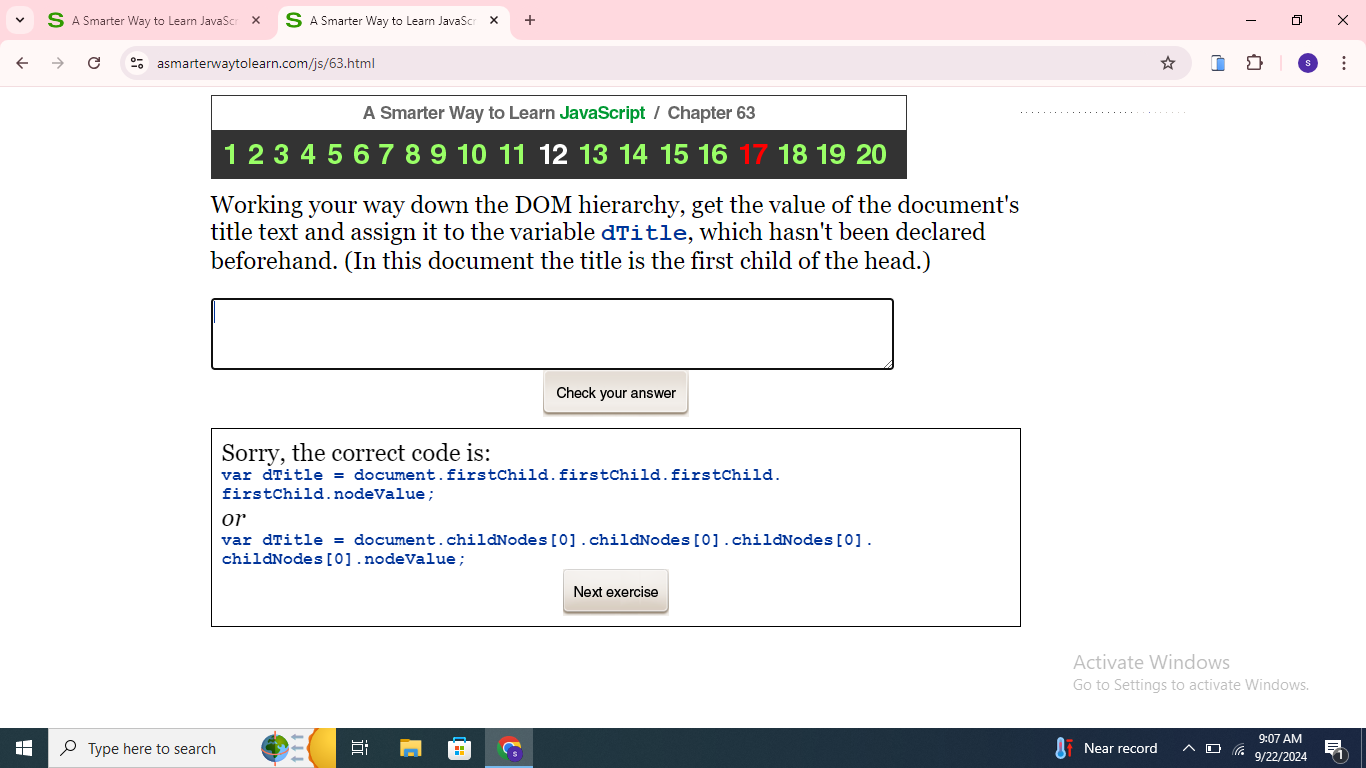 A Smarter Way to Learn JavaSc
A Smarter Way to Learn JavaSc
asmarterwaytolearn.com/js/63.html
S
A Smarter Way to Learn JavaScript / Chapter 63
1 2 3 4 5 6 7 8 9 10 11 12 13 14 15 16 17 18 19 20
Working your way down the DOM hierarchy, get the value of the document's
title text and assign it to the variable dTitle, which hasn't been declared
beforehand. (In this document the title is the first child of the head.)
Check your answer
Sorry, the correct code is:
var dTitle = document.firstChild.firstChild.firstChild.
firstChild.nodeValue;
or
var dTitle = document.childNodes[0].childNodes[0].childNodes[0].
childNodes[0].nodeValue;
Next exercise
Activate Windows
Go to Settings to activate Windows.
Type here to search
Near record
9:07 AM
9/22/2024
1